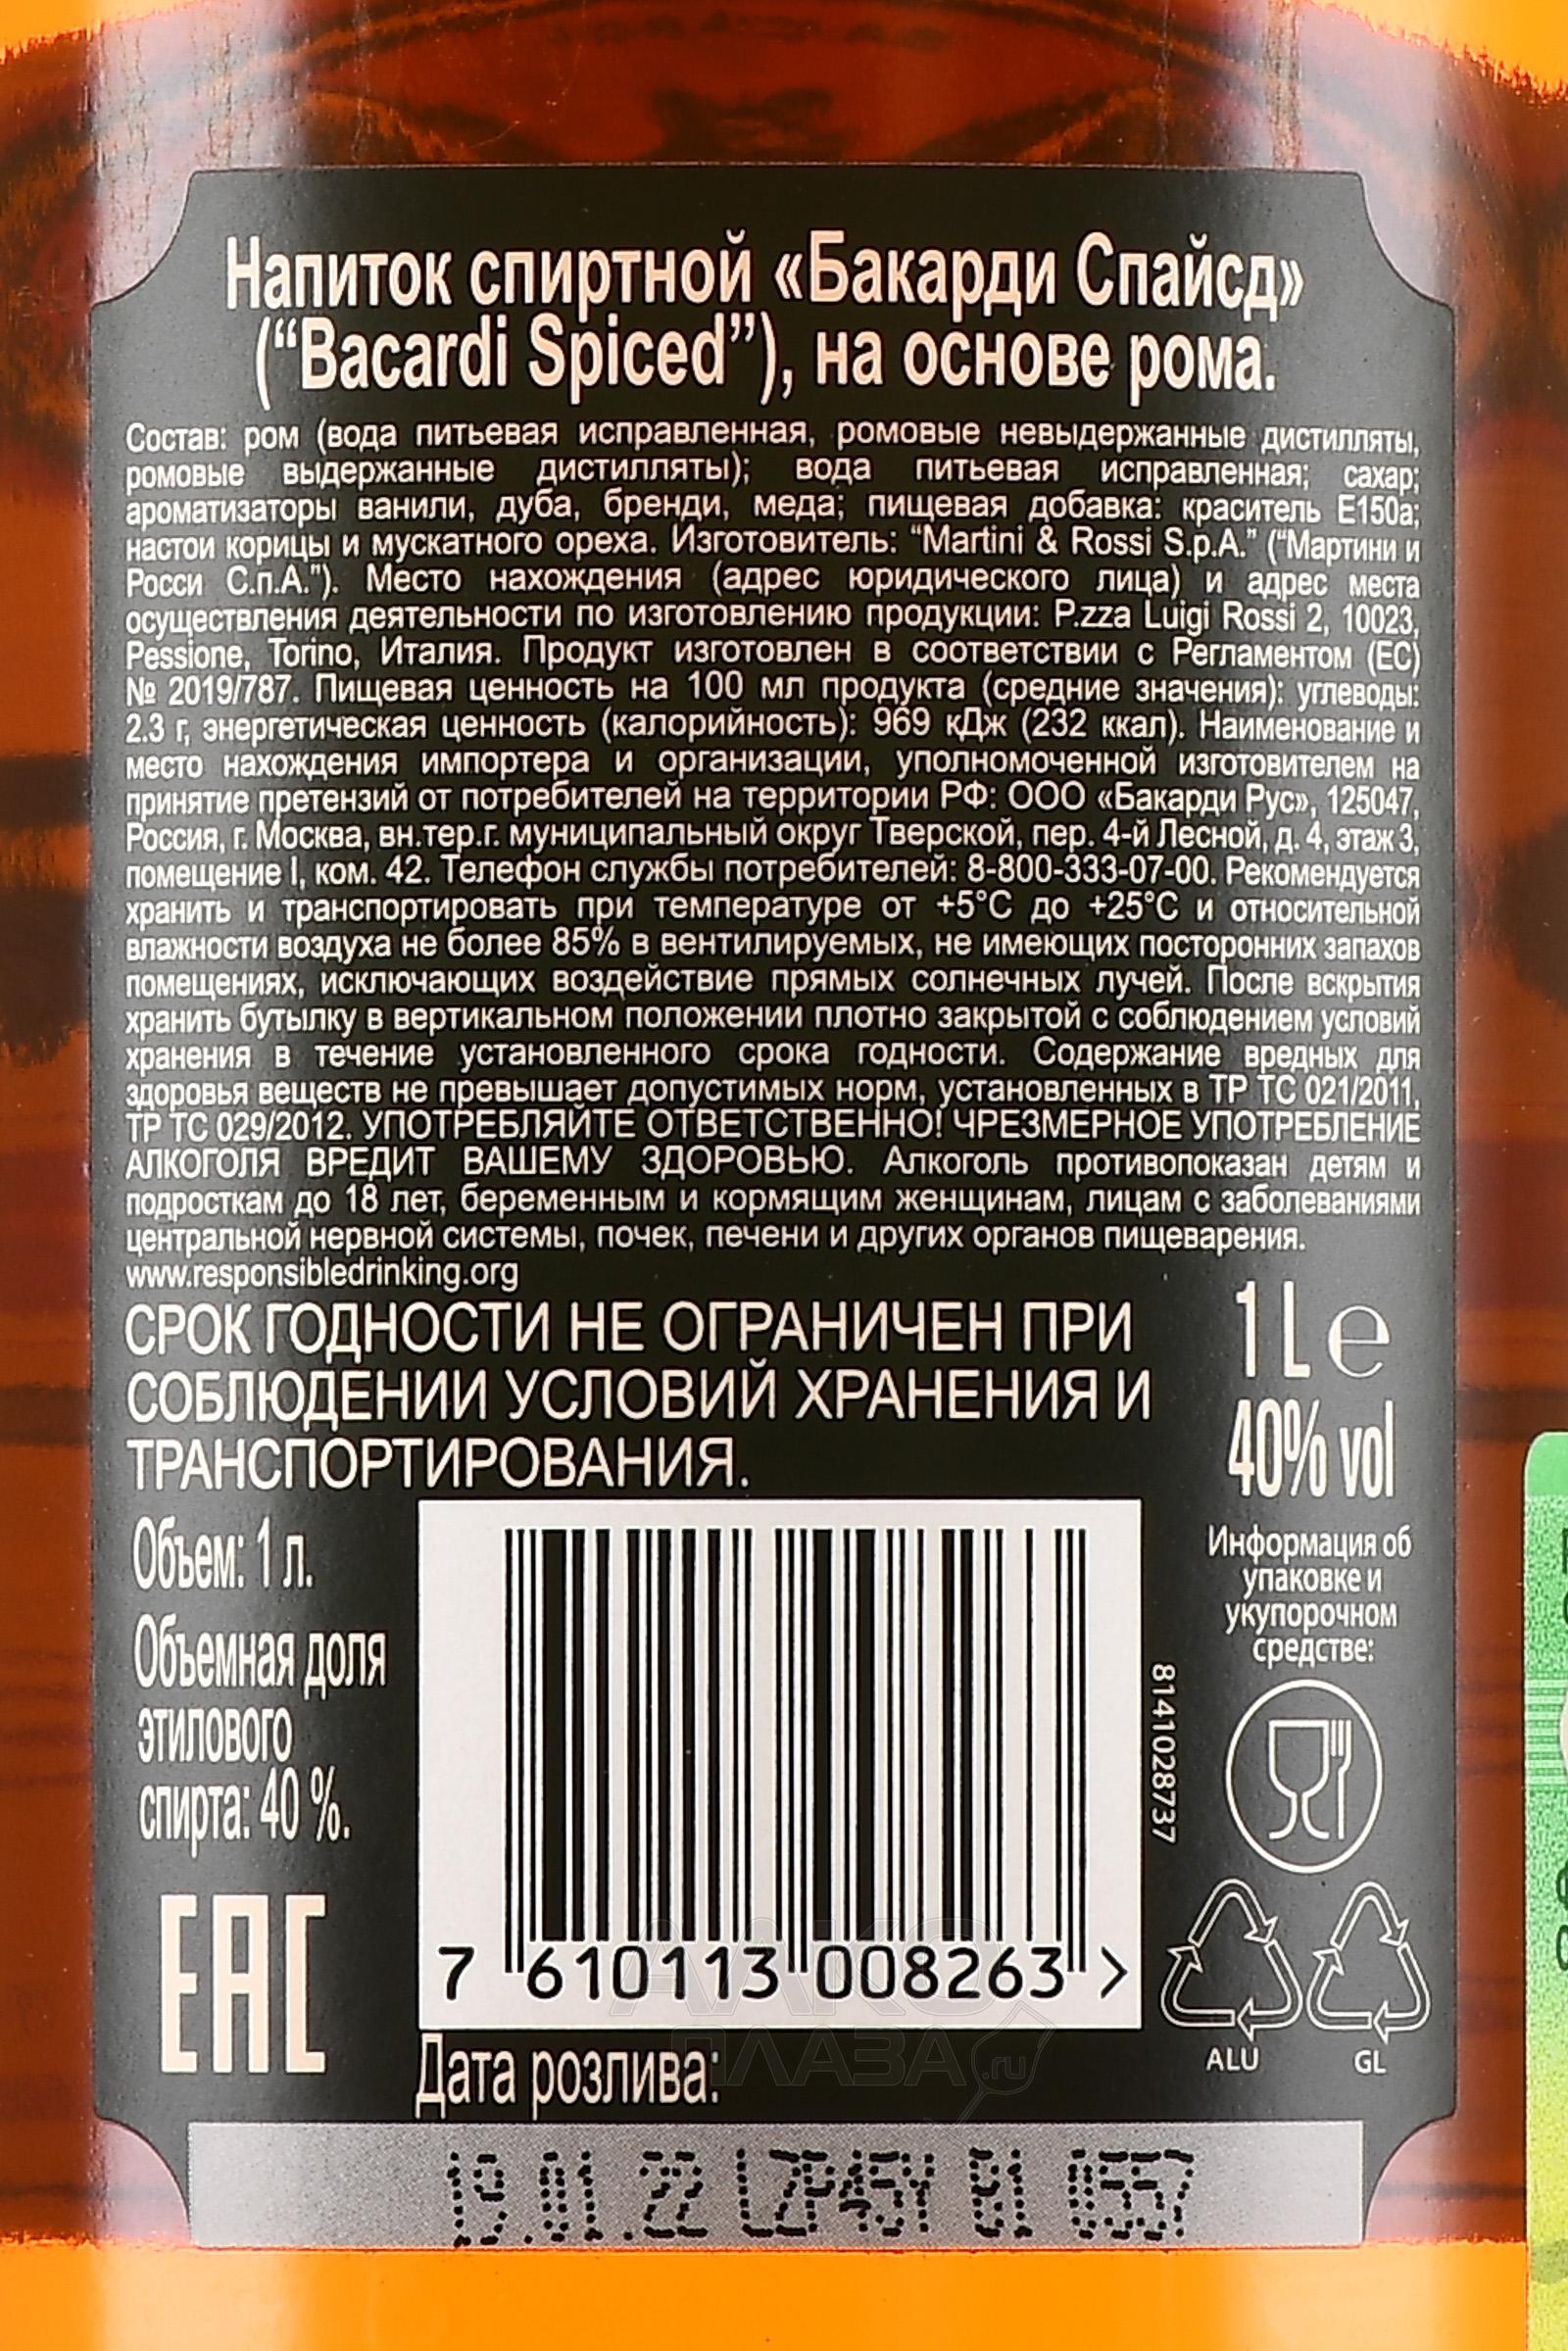 Напиток спиртной «Бакарди Спайсд»
(“Bacardi Spiced”), на основе рома.
Состав: ром (вода питьевая исправленная, ромовые невыдержанные дистилляты,
ромовые выдержанные дистилляты); вода питьевая исправленная; сахар;
ароматизаторы ванили, дуба, бренди, меда; пищевая добавка: краситель Е150а;
настои корицы и мускатного ореха. Изготовитель: “Martini & Rossi S.p.A.” (“Мартини и
Росси С.п.А.”). Место нахождения (адрес юридического лица) и адрес места
осуществления деятельности по изготовлению продукции: P.zza Luigi Rossi 2, 10023,
Pessione, Torino, Италия. Продукт изготовлен в соответствии с Регламентом (ЕС)
№ 2019/787. Пищевая ценность на 100 мл продукта (средние значения): углеводы:
2.3 г, энергетическая ценность (калорийность): 969 кДж (232 ккал). Наименование и
место нахождения импортера и организации, уполномоченной изготовителем на
принятие претензий от потребителей на территории РФ: ООО «Бакарди Рус», 125047,
Россия, г. Москва, вн.тер.г. муниципальный округ Тверской, пер. 4-й Лесной, д. 4, этаж 3,
помещение I, ком. 42. Телефон службы потребителей: 8-800-333-07-00. Рекомендуется
хранить и транспортировать при температуре от +5°С до +25°С и относительной
влажности воздуха не более 85% в вентилируемых, не имеющих посторонних запахов
помещениях, исключающих воздействие прямых солнечных лучей. После вскрытия
хранить бутылку в вертикальном положении плотно закрытой с соблюдением условий
хранения в течение установленного срока годности. Содержание вредных для
здоровья веществ не превышает допустимых норм, установленных в ТР ТС 021/2011,
ТР ТС 029/2012. УПОТРЕБЛЯЙТЕ ОТВЕТСТВЕННО! ЧРЕЗМЕРНОЕ УПОТРЕБЛЕНИЕ
АЛКОГОЛЯ ВРЕДИТ ВАШЕМУ ЗДОРОВЬЮ. Алкоголь противопоказан детям и
подросткам до 18 лет, беременным и кормящим женщинам, лицам с заболеваниями
центральной нервной системы, почек, печени и других органов пищеварения.
www.responsibledrinking.org
СРОК ГОДНОСТИ НЕ ОГРАНИЧЕН ПРИ
СОБЛЮДЕНИИ УСЛОВИЙ ХРАНЕНИЯ И
ТРАНСПОРТИРОВАНИЯ.
1 L e
40% vol
Объем: 1 л.
Объемная доля
этилового
спирта: 40 %.
EAC
7 610113 008263 >
8141028737
Информация об
упаковке и
укупорочном
средстве:
ALU GL
Дата розлива:
АЛКО
ПЛАЗА.ru
19.01.22 LZP45Y B1 0557